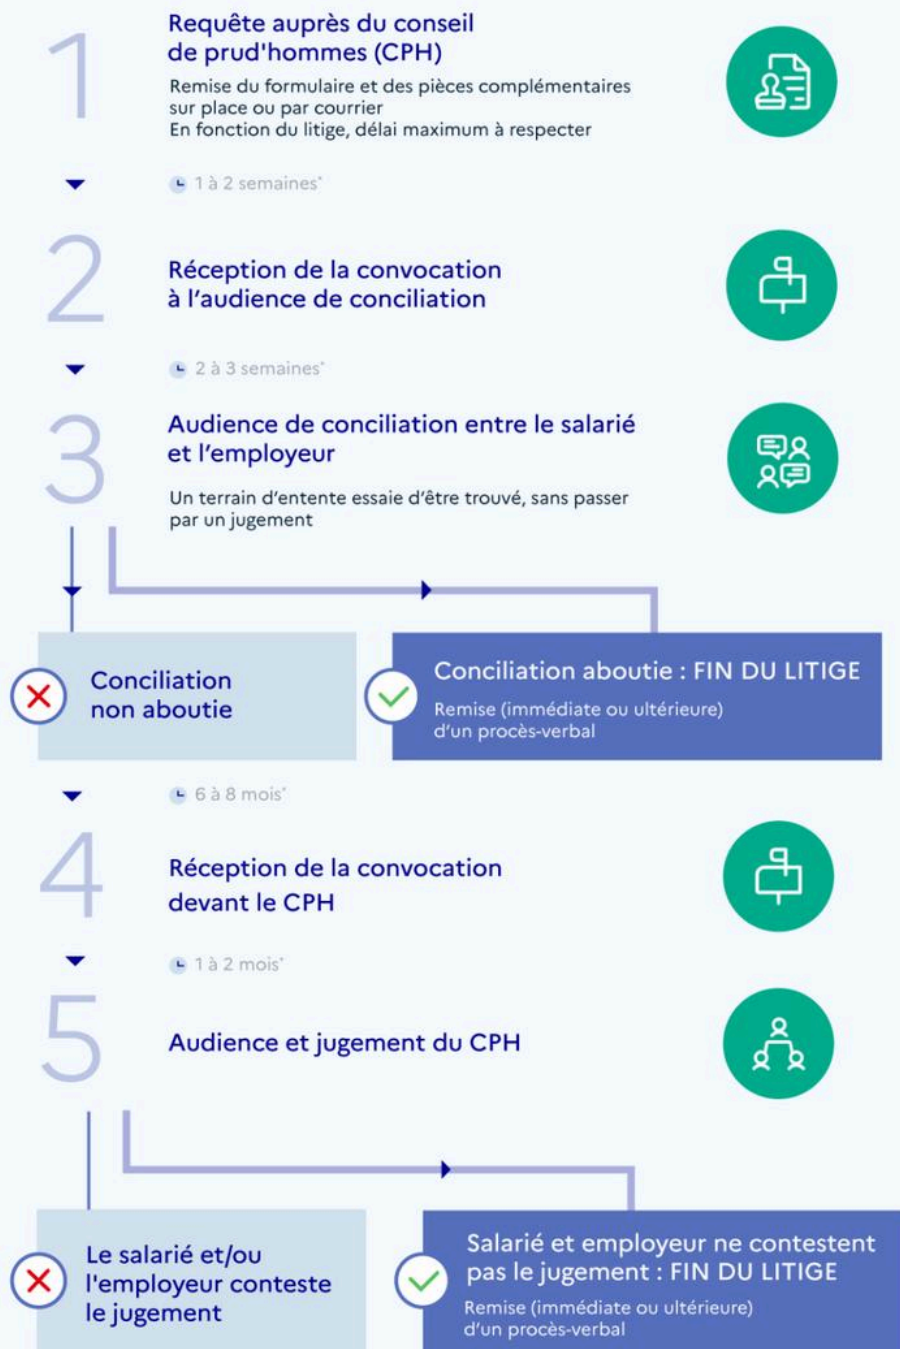 1
Requête auprès du conseil
de prud'hommes (CPH)
Remise du formulaire et des pièces complémentaires
sur place ou par courrier
En fonction du litige, délai maximum à respecter
1 à 2 semaines*
2
Réception de la convocation
à l’audience de conciliation
2 à 3 semaines*
3
Audience de conciliation entre le salarié
et l’employeur
Un terrain d’entente essaie d’être trouvé, sans passer
par un jugement
Conciliation
non aboutie
Conciliation aboutie : FIN DU LITIGE
Remise (immédiate ou ultérieure)
d’un procès-verbal
6 à 8 mois*
4
Réception de la convocation
devant le CPH
1 à 2 mois*
5
Audience et jugement du CPH
Le salarié et/ou
l'employeur conteste
le jugement
Salarié et employeur ne contestent
pas le jugement : FIN DU LITIGE
Remise (immédiate ou ultérieure)
d’un procès-verbal